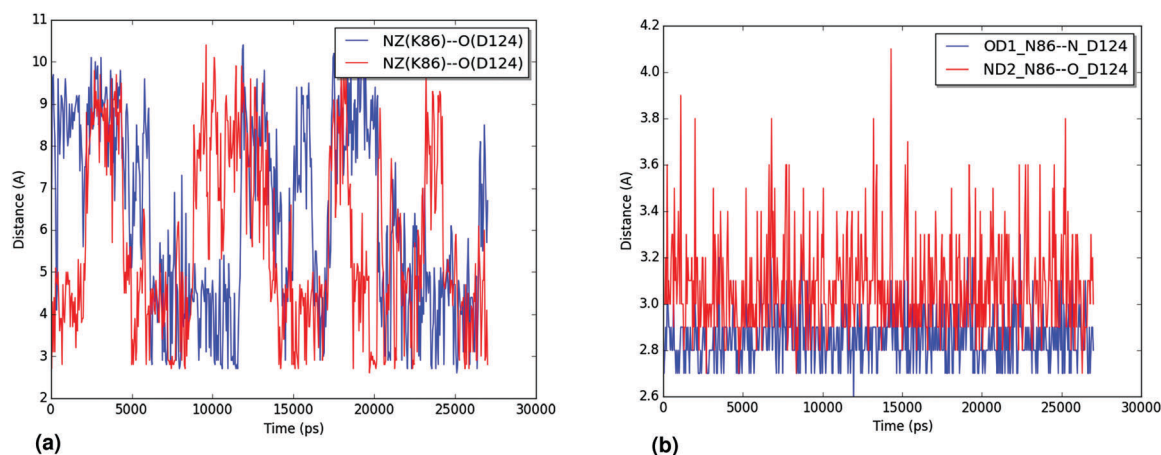 11
10
9
8
7
6
5
4
3
2
Distance (A)
NZ(K86)--O(D124)
NZ(K86)--O(D124)
0 5000 10000 15000 20000 25000 30000
Time (ps)
(a)
4.2
4.0
3.8
3.6
3.4
3.2
3.0
2.8
2.6
Distance (A)
OD1_N86--N_D124
ND2_N86--O_D124
0 5000 10000 15000 20000 25000 30000
Time (ps)
(b)